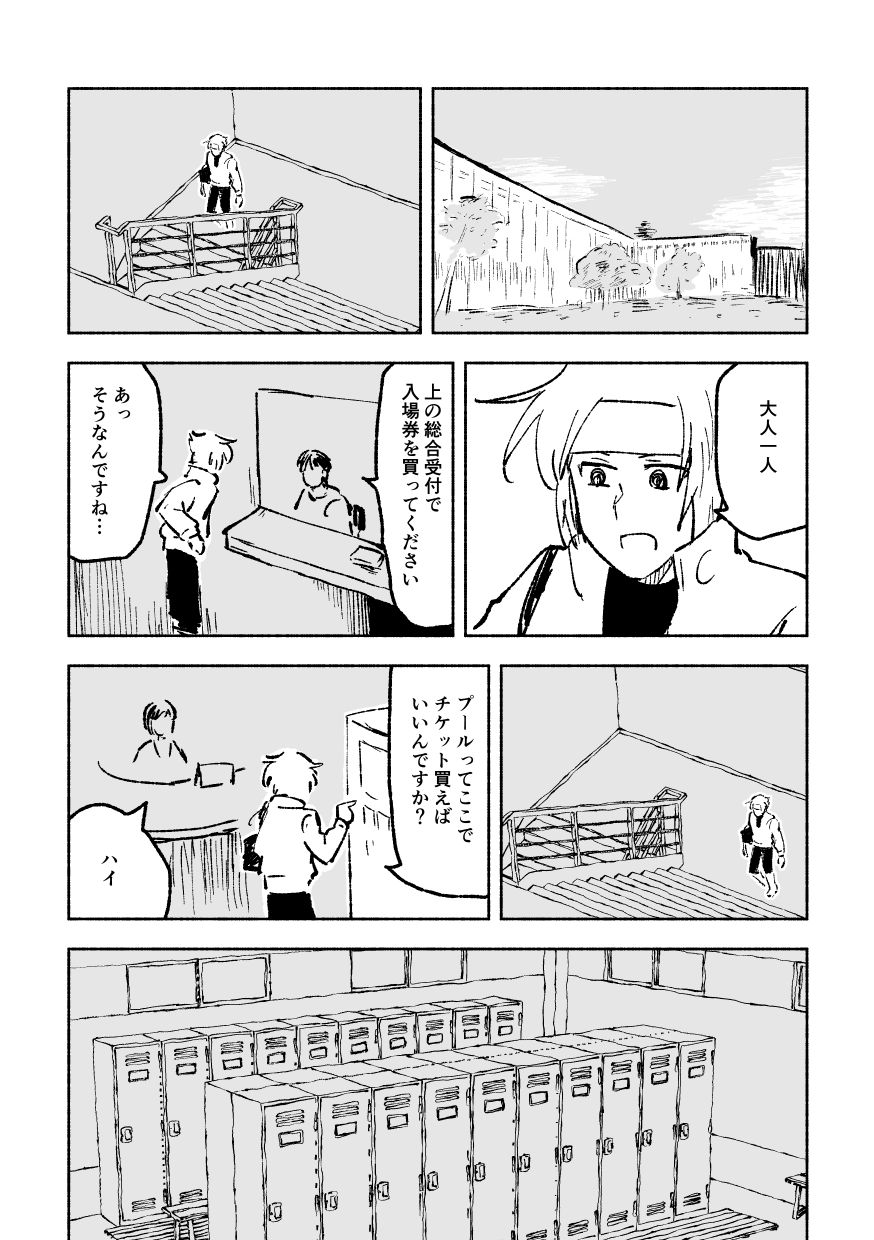 大人一人
上の総合受付で
入場券を買ってください
あっ
そうなんですね…
プールってここで
チケット買えば
いいんですか？
ハイ